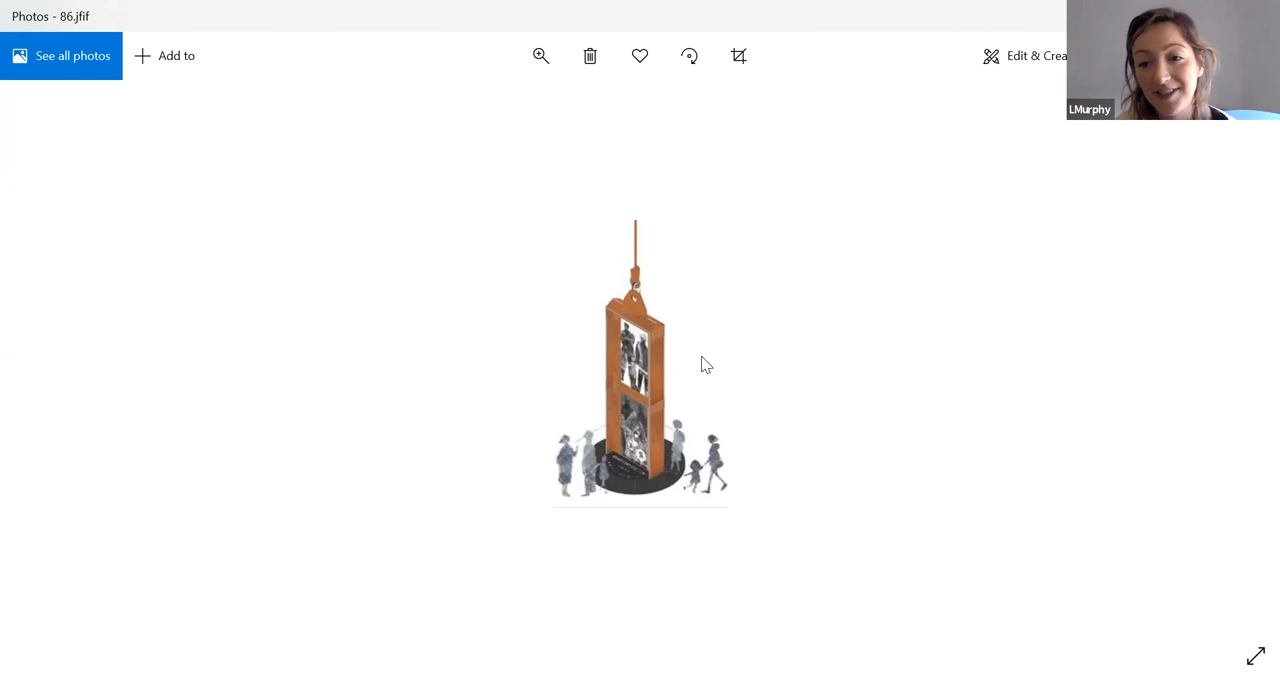 Photos - 86.jfif
See all photos
Add to
Edit & Crea
LMurphy